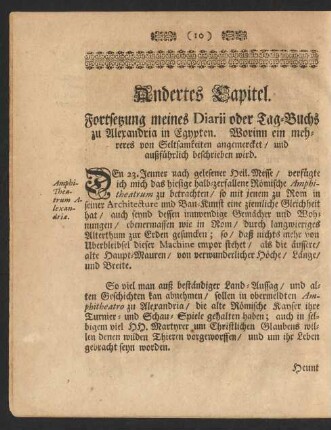 (10)
Andertes Capitel.
Fortsetzung meines Diarii oder Tag-Buchs
zu Alexandria in Egypten. Worinn ein meh-
reres von Seltsamkeiten angemercket / und
außführlich beschrieben wird.
Amphi-
Thea-
trum A-
lexan-
driæ.
DEn 23. Jenner nach gelesener Heil. Messe / verfügte
ich mich das hiesige halbzerfallene Römische Amphi-
theatrum zu betrachten / so mit jenem zu Rom in
seiner Architecture und Bau-Kunst eine ziemliche Gleichheit
hat / auch seynd dessen innwendige Gemächer und Woh-
nungen / ebenermassen wie in Rom / durch langwieriges
Alterthum zur Erden gesuncken; so / daß nichts mehr von
Uberbleibsel dieser Machine empor stehet / als die äussere
alte Haupt-Mauren / von verwunderlicher Höche / Länge
und Breite.
So viel man auß beständiger Land-Aussag / und al-
ten Geschichten kan abnehmen / sollen in obermeldten Am-
phitheatro zu Alexandria / die alte Römische Kayser ihre
Turnier- und Schau-Spiele gehalten haben; auch in sel-
bigem viel HH. Martyrer um Christlichen Glaubens wil-
len denen wilden Thieren vorgeworffen / und um ihr Leben
gebracht seyn worden.
Heunt